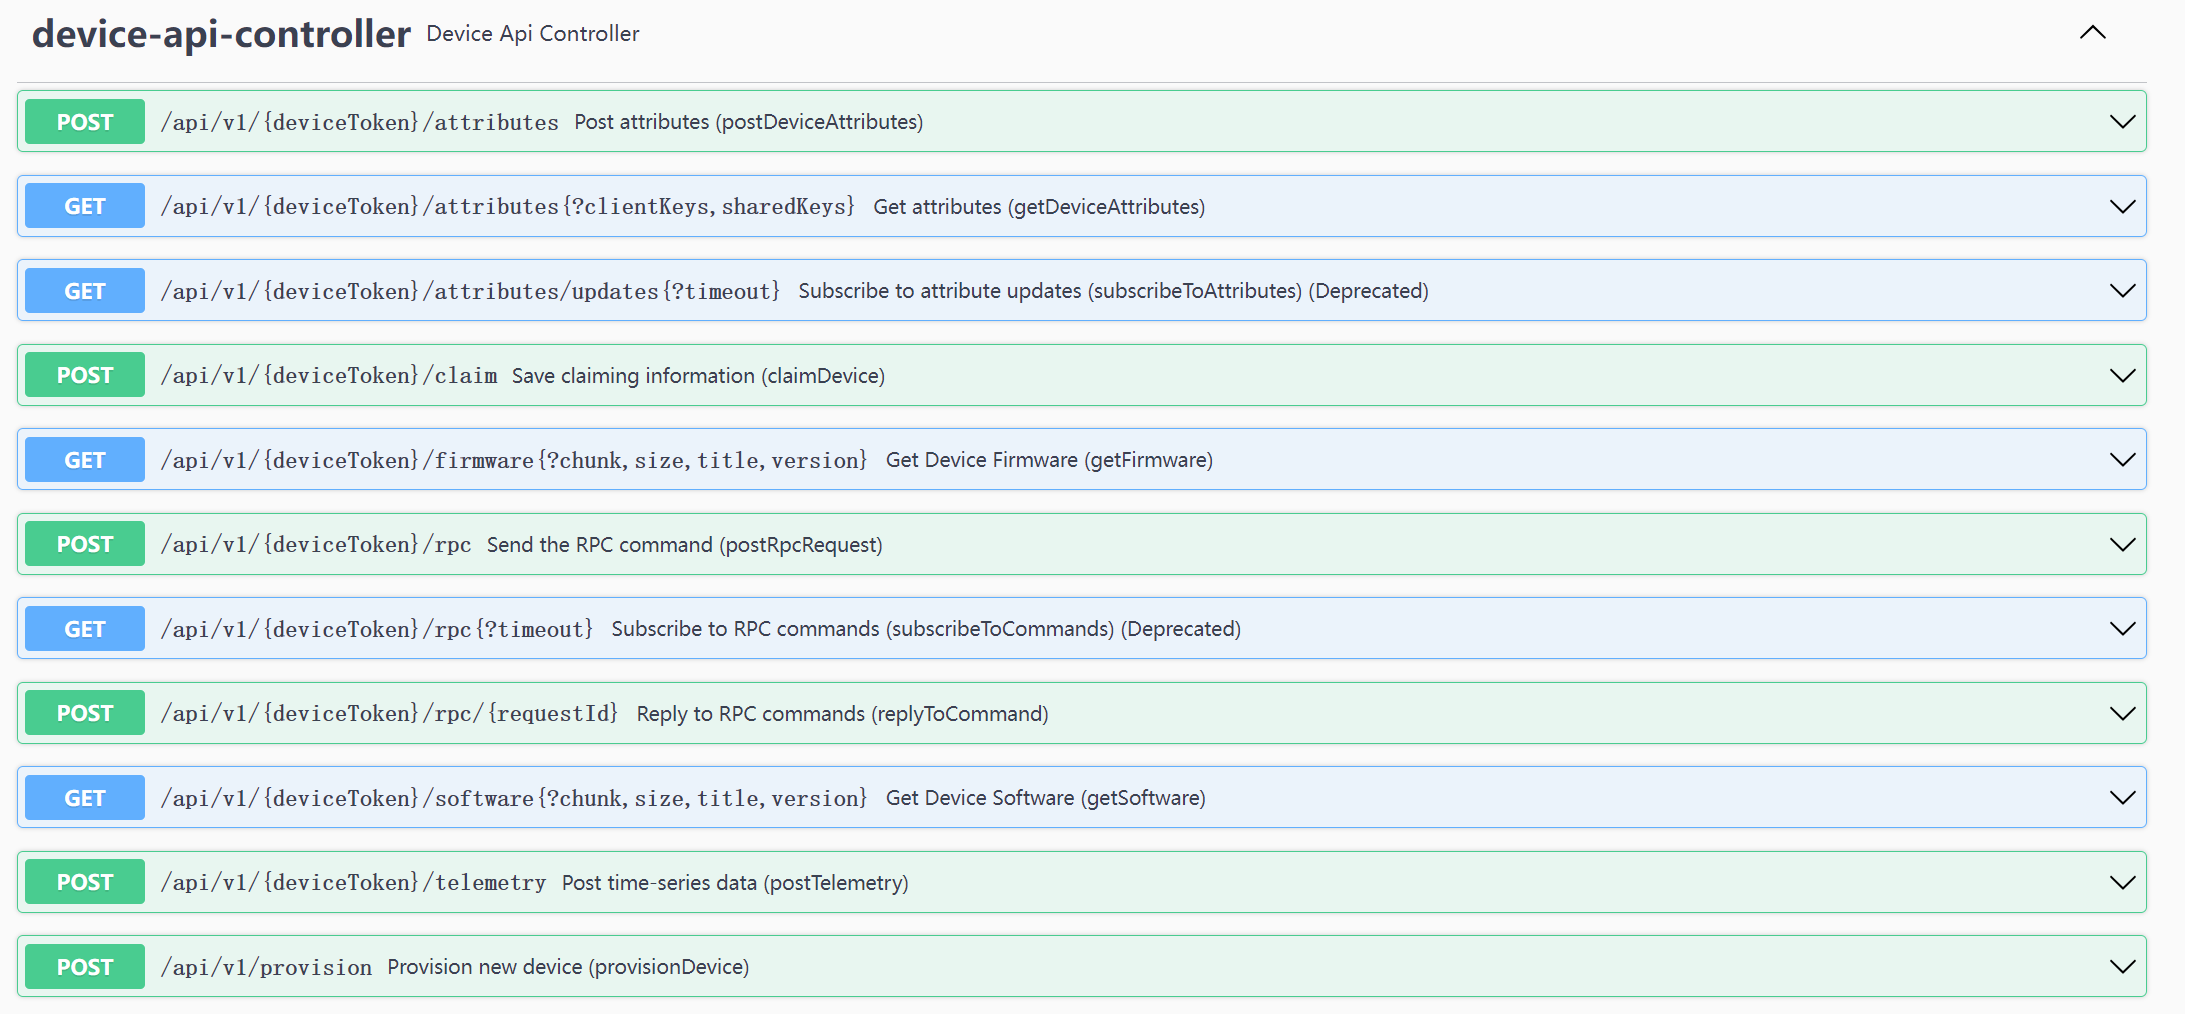 device-api-controller Device Api Controller
POST /api/v1/{deviceToken}/attributes Post attributes (postDeviceAttributes)
GET /api/v1/{deviceToken}/attributes{?clientKeys,sharedKeys} Get attributes (getDeviceAttributes)
GET /api/v1/{deviceToken}/attributes/updates{?timeout} Subscribe to attribute updates (subscribeToAttributes) (Deprecated)
POST /api/v1/{deviceToken}/claim Save claiming information (claimDevice)
GET /api/v1/{deviceToken}/firmware{?chunk,size,title,version} Get Device Firmware (getFirmware)
POST /api/v1/{deviceToken}/rpc Send the RPC command (postRpcRequest)
GET /api/v1/{deviceToken}/rpc{?timeout} Subscribe to RPC commands (subscribeToCommands) (Deprecated)
POST /api/v1/{deviceToken}/rpc/{requestId} Reply to RPC commands (replyToCommand)
GET /api/v1/{deviceToken}/software{?chunk,size,title,version} Get Device Software (getSoftware)
POST /api/v1/{deviceToken}/telemetry Post time-series data (postTelemetry)
POST /api/v1/provision Provision new device (provisionDevice)